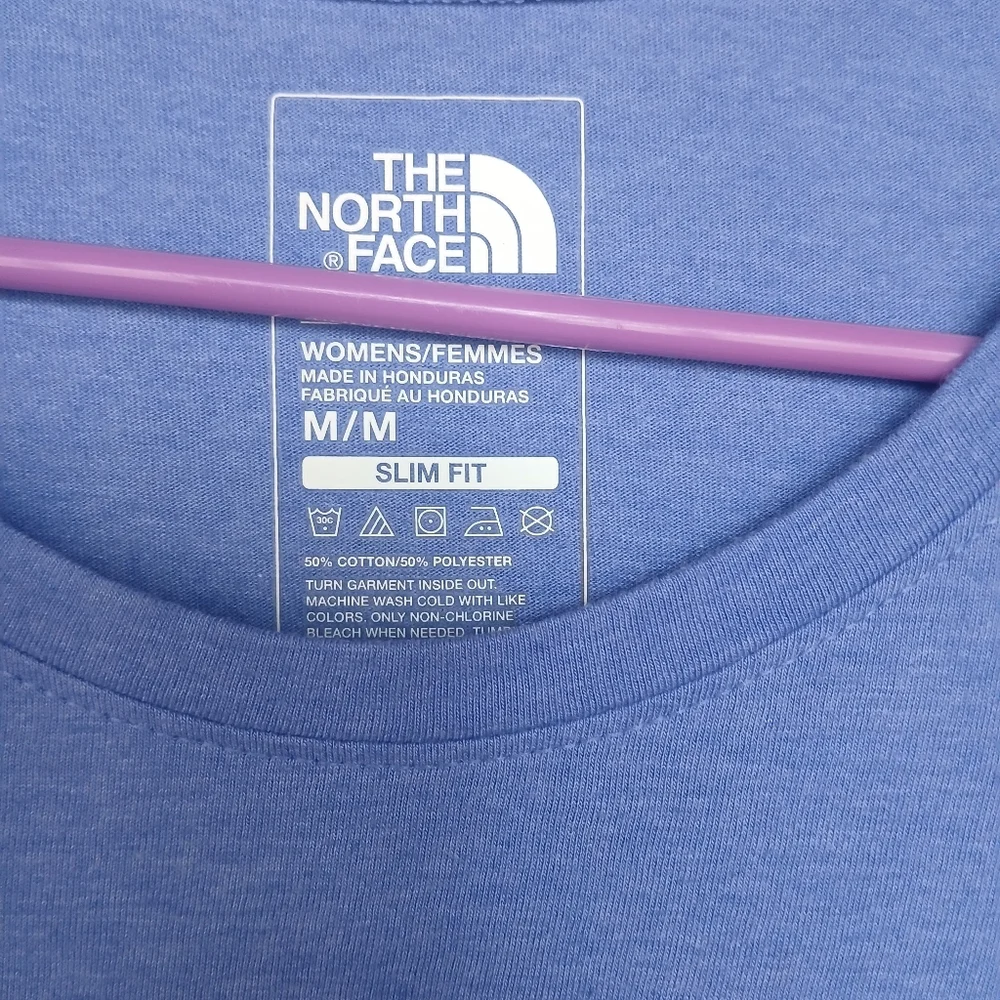 THE
NORTH
® FACE
WOMENS/FEMMES
MADE IN HONDURAS
FABRIQUÉ AU HONDURAS
M/M
SLIM FIT
30C
50% COTTON/50% POLYESTER
TURN GARMENT INSIDE OUT.
MACHINE WASH COLD WITH LIKE
COLORS. ONLY NON-CHLORINE
BLEACH WHEN NEEDED.